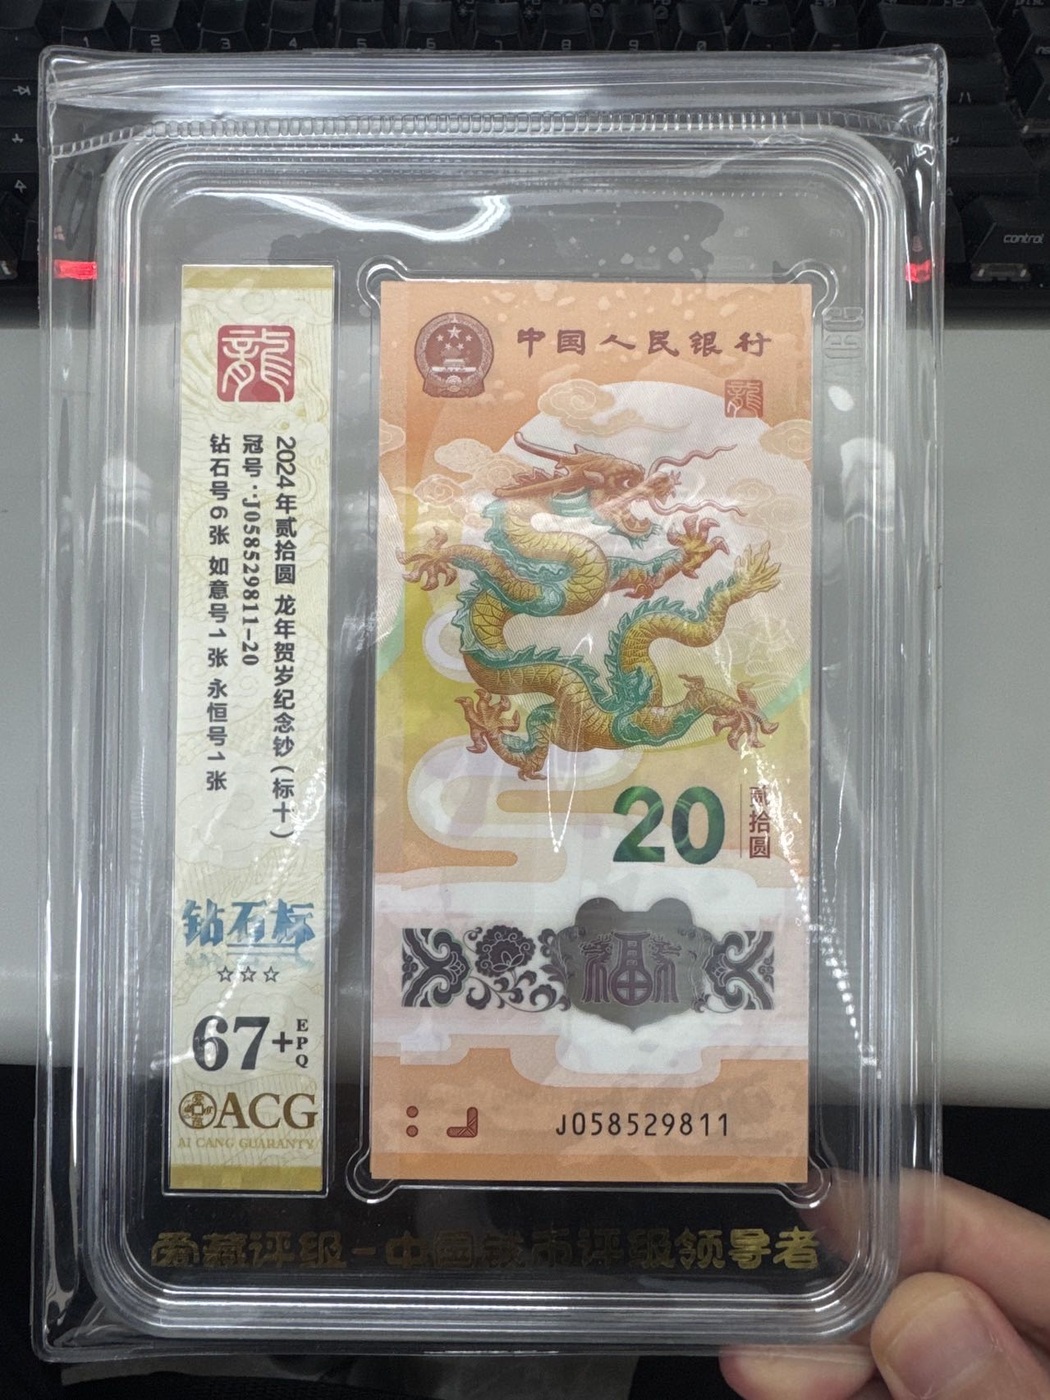 control
龍
2024年贰拾圆 龙年贺岁纪念钞(标十)
冠号:J058529811-20
钻石号6张 如意号1张 永恒号1张
钻石标
☆☆☆
67+
EPQ
ACG
AI CANG GUARANTY
中国人民银行
龍
20
贰拾圆
福
J058529811
爱藏评级-中国钱币评级领导者